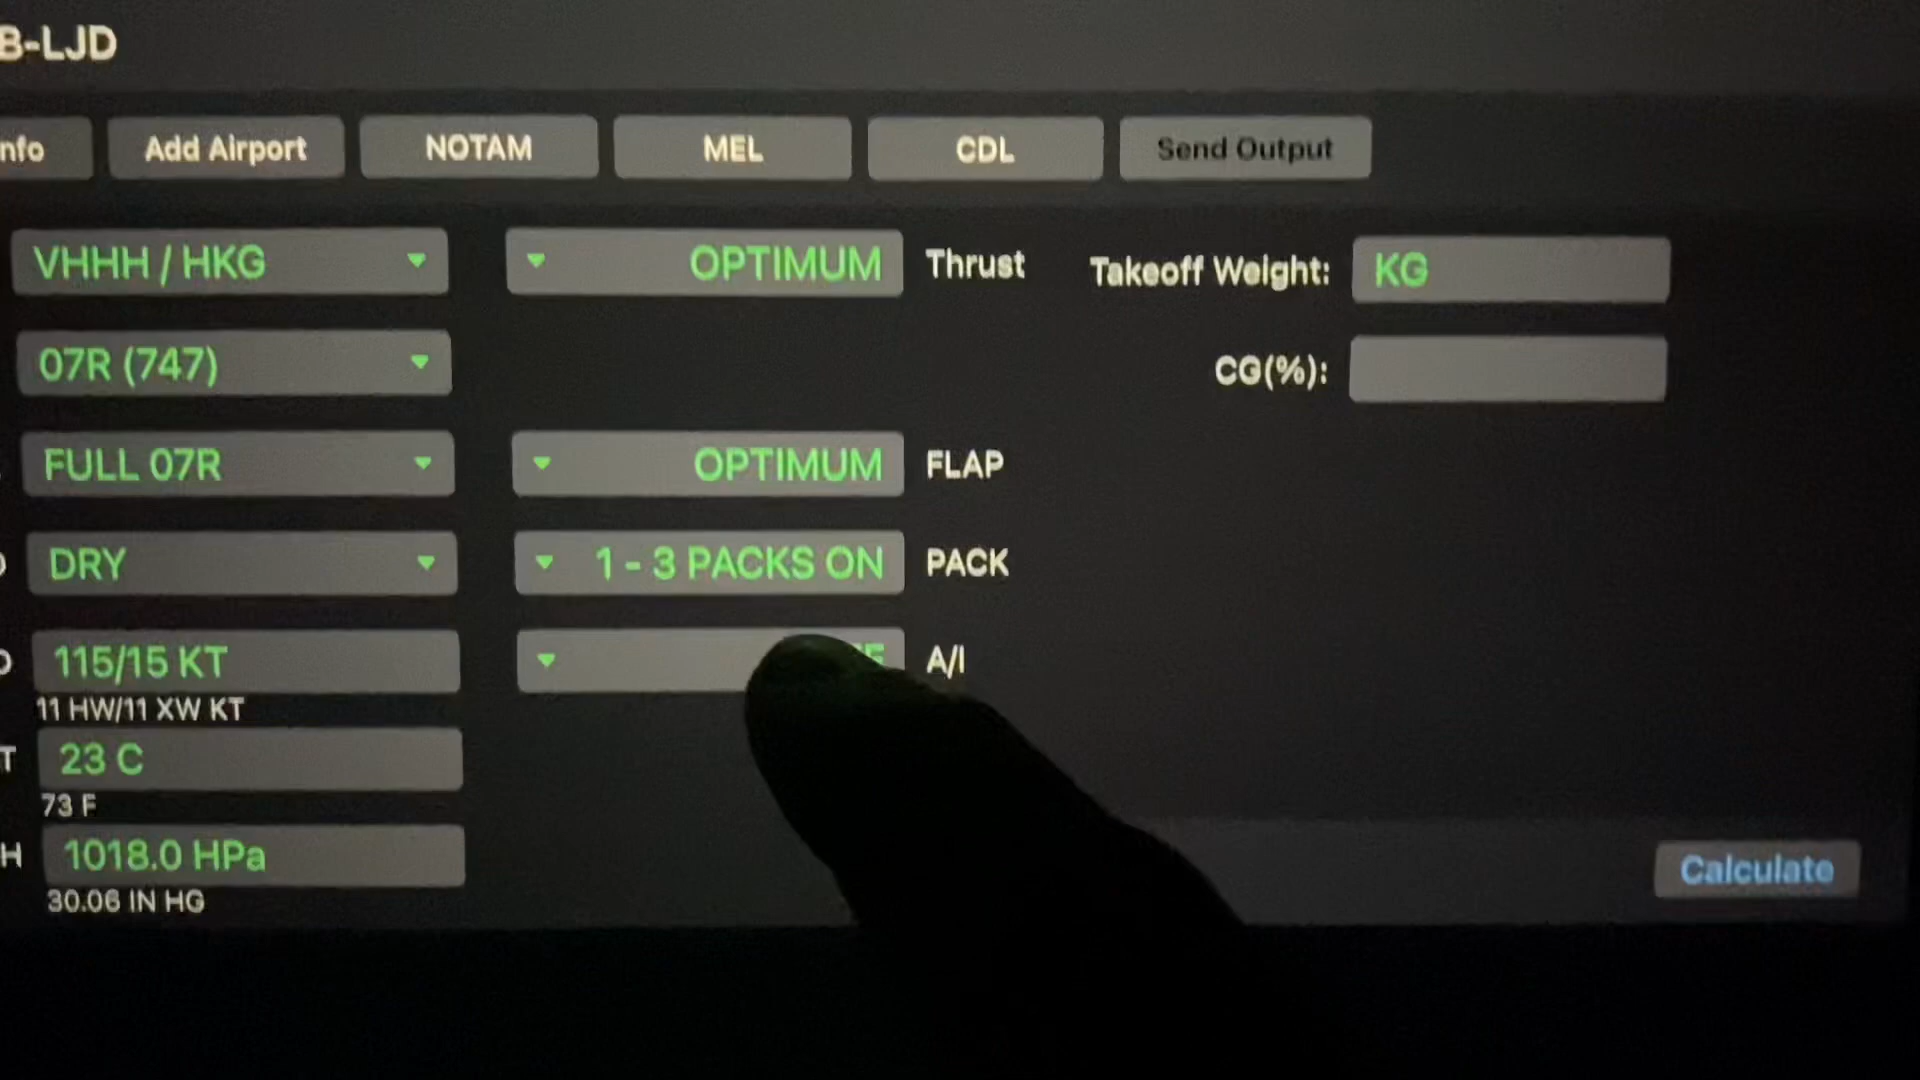 B-LJD
nfo Add Airport NOTAM MEL CDL Send Output
VHHH / HKG OPTIMUM Thrust Takeoff Weight: KG
07R (747) CG(%):
FULL 07R OPTIMUM FLAP
DRY 1 - 3 PACKS ON PACK
115/15 KT A/I
11 HW/11 XW KT
T 23 C
73 F
H 1018.0 HPa
30.06 IN HG
Calculate